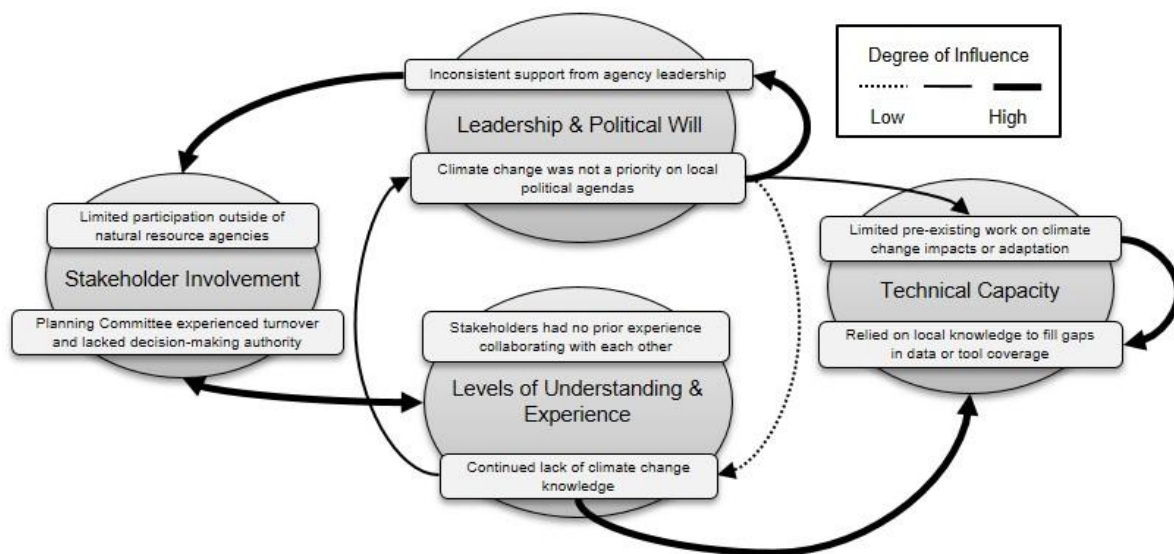 Inconsistent support from agency leadership
Leadership & Political Will
Climate change was not a priority on local
political agendas
Degree of Influence
Low High
Limited participation outside of
natural resource agencies
Stakeholder Involvement
Planning Committee experienced turnover
and lacked decision-making authority
Stakeholders had no prior experience
collaborating with each other
Levels of Understanding &
Experience
Continued lack of climate change
knowledge
Limited pre-existing work on climate
change impacts or adaptation
Technical Capacity
Relied on local knowledge to fill gaps
in data or tool coverage